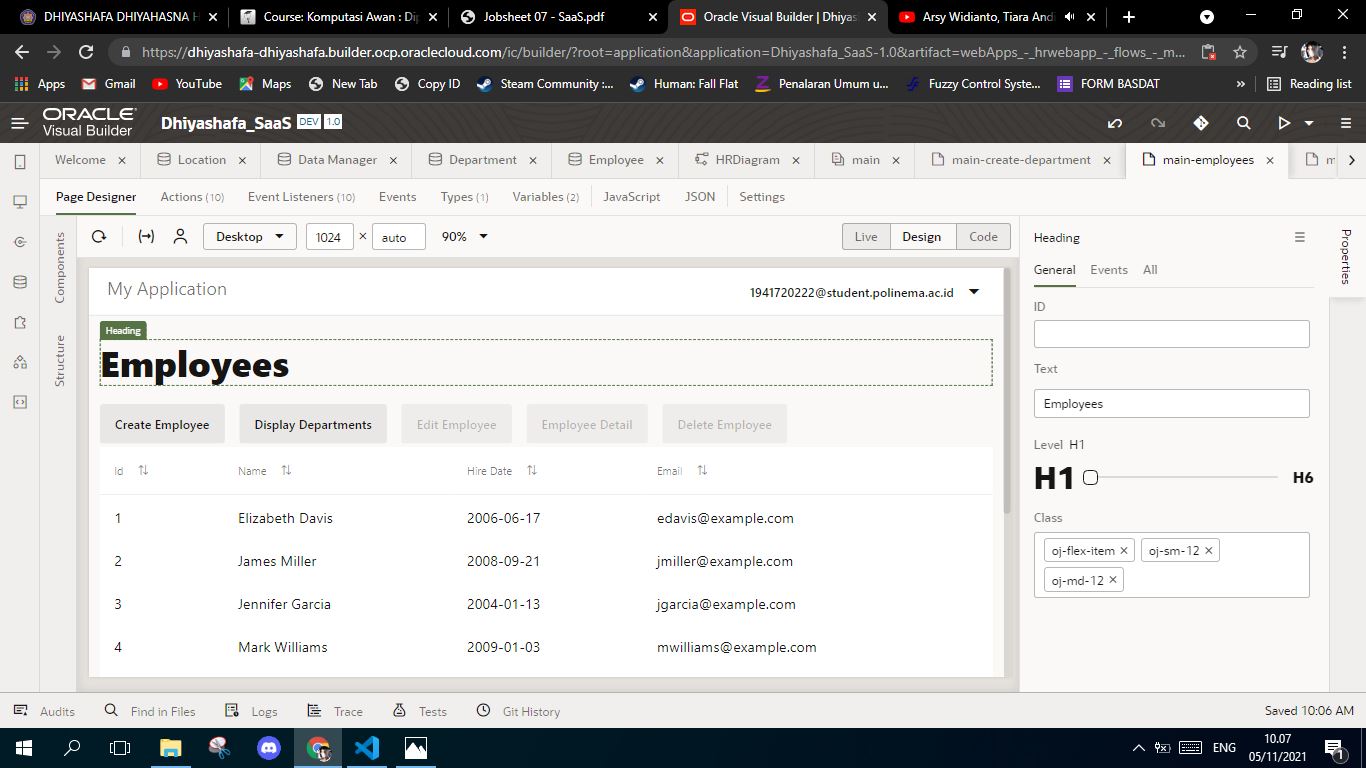 DHIYASHAFA DHIYAHASNA H
Course: Komputasi Awan : Dip
Jobsheet 07 - SaaS.pdf
Oracle Visual Builder | Dhiyash
Arsy Widianto, Tiara Andi
https://dhiyashafa-dhiyashafa.builder.ocp.oraclecloud.com/ic/builder/?root=application&application=Dhiyashafa_SaaS-1.0&artifact=webApps_-_hrwebapp_-_flows_-_m...
Apps Gmail YouTube Maps New Tab Copy ID Steam Community :... Human: Fall Flat Penalaran Umum u... Fuzzy Control Syste... FORM BASDAT » Reading list
ORACLE
Visual Builder
Dhiyashafa_SaaS DEV 1.0
Welcome Location Data Manager Department Employee HRDiagram main main-create-department main-employees m
Page Designer Actions (10) Event Listeners (10) Events Types (1) Variables (2) JavaScript JSON Settings
Components
Structure
Desktop 1024 × auto 90% Live Design Code
My Application
1941720222@student.polinema.ac.id
Heading
Employees
Create Employee Display Departments Edit Employee Employee Detail Delete Employee
Id Name Hire Date Email
1 Elizabeth Davis 2006-06-17 edavis@example.com
2 James Miller 2008-09-21 jmiller@example.com
3 Jennifer Garcia 2004-01-13 jgarcia@example.com
4 Mark Williams 2009-01-03 mwilliams@example.com
Heading
General Events All
ID
Text
Employees
Level H1
H1 H6
Class
oj-flex-item × oj-sm-12 ×
oj-md-12 ×
Properties
Audits Find in Files Logs Trace Tests Git History Saved 10:06 AM
ENG
10.07
05/11/2021
1